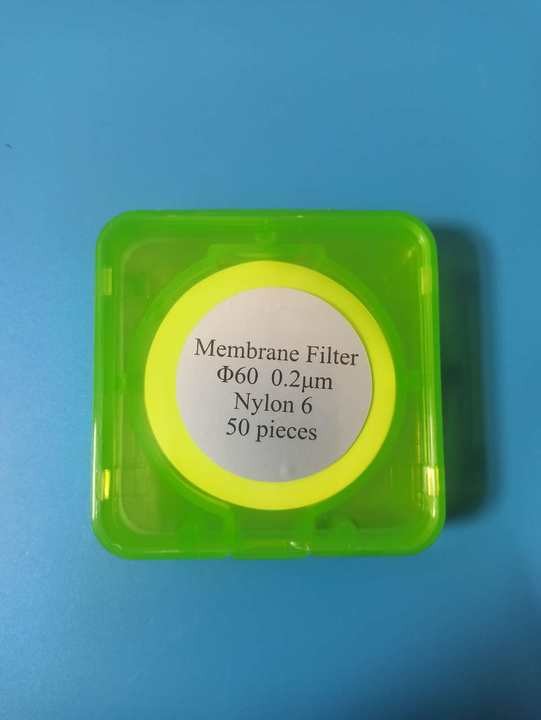 Membrane Filter
Φ60 0.2μm
Nylon 6
50 pieces